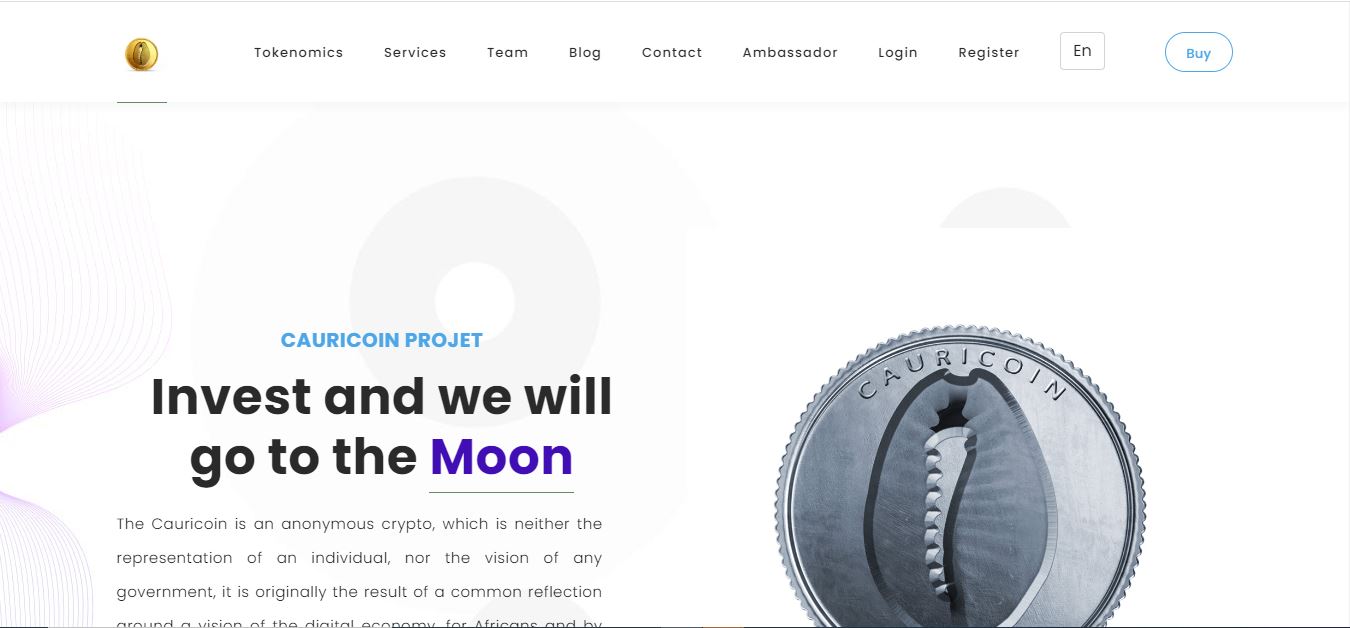 Tokenomics Services Team Blog Contact Ambassador Login Register En Buy
CAURICOIN PROJET
Invest and we will
go to the Moon
The Cauricoin is an anonymous crypto, which is neither the
representation of an individual, nor the vision of any
government, it is originally the result of a common reflection
around a vision of the digital economy, for Africans and by
CAURICOIN